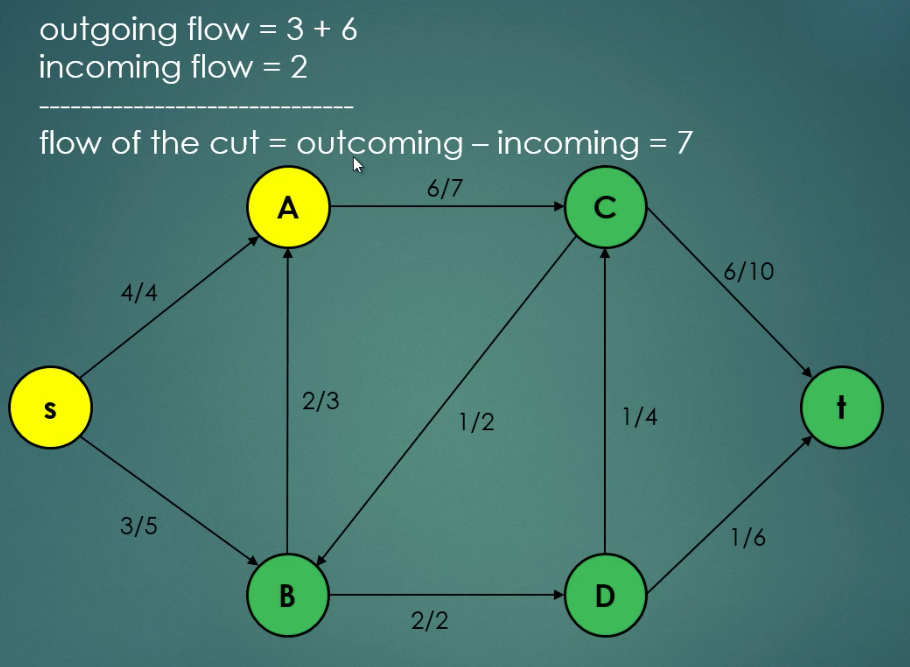 outgoing flow = 3 + 6
incoming flow = 2
------------------------------
flow of the cut = outcoming – incoming = 7
A
6/7
C
4/4
6/10
s
2/3
1/2
1/4
t
3/5
1/6
B
2/2
D